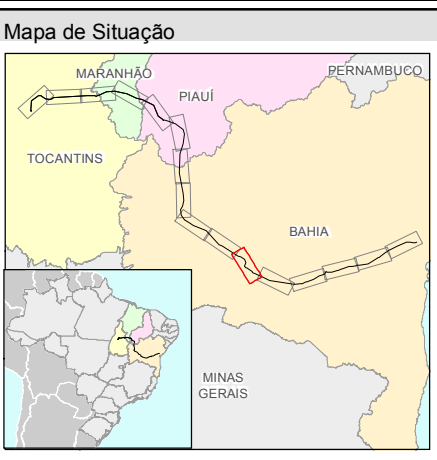 Mapa de Situação
MARANHÃO
PERNAMBUCO
PIAUÍ
TOCANTINS
BAHIA
MINAS
GERAIS